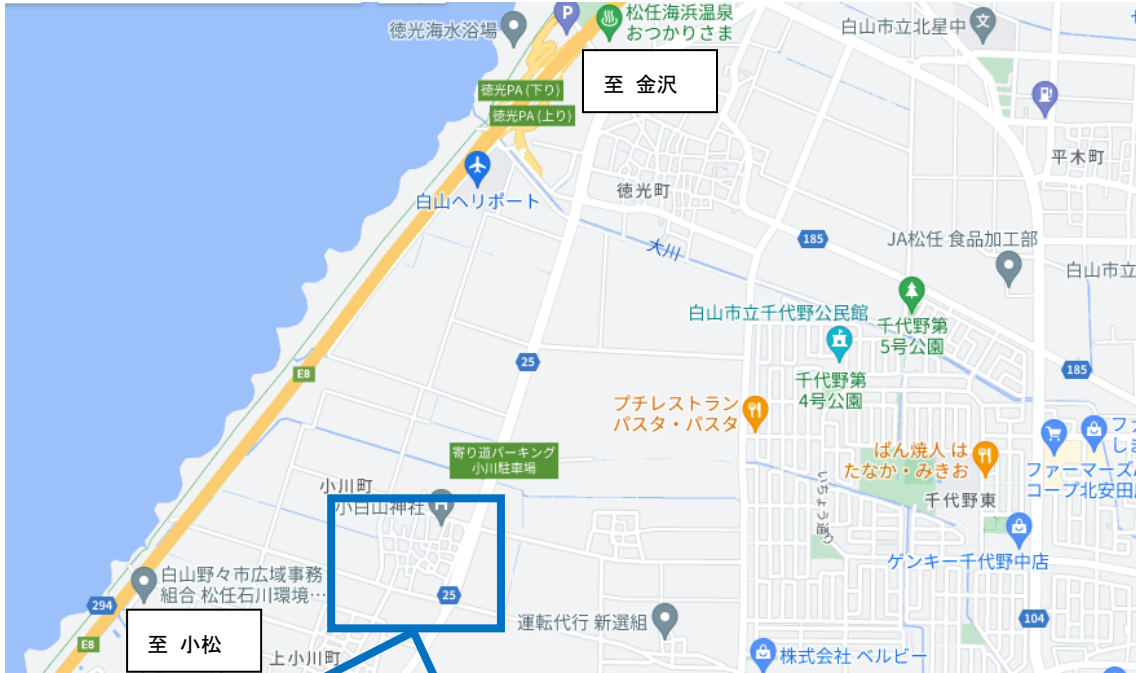 徳光海水浴場
P
松任海浜温泉
おつかりさま
白山市立北星中
文
至 金沢
徳光PA(下り)
徳光PA(上り)
平木町
徳光町
白山ヘリポート
大川
185
JA松任 食品加工部
白山市立
白山市立千代野公民館
千代野第
5号公園
25
E8
185
千代野第
4号公園
プチレストラン
パスタ・パスタ
寄り道パーキング
小川駐車場
ぱん焼人 は
たなか・みきお
ファ
しま
ファーマーズ
コープ北安田
いちょう通り
千代野東
小川町
小白山神社
ゲンキー千代野中店
白山野々市広域事務
組合 松任石川環境…
294
25
運転代行 新選組
104
E8
至 小松
上小川町
株式会社 ベルビー